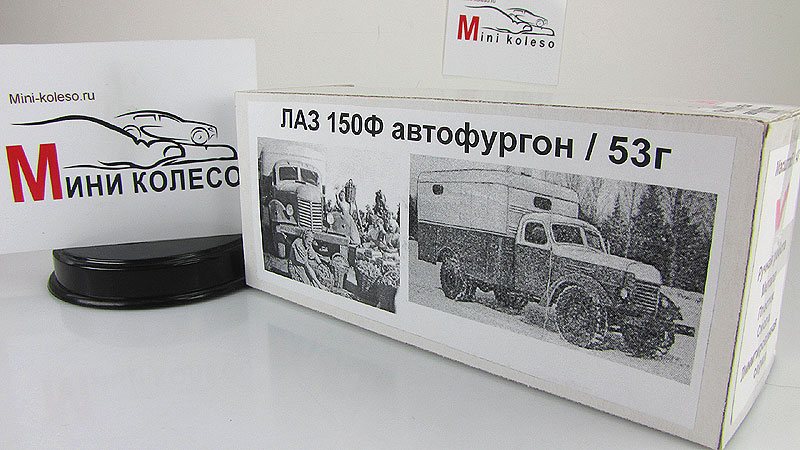 Mini-koleso.ru
МИНИ КОЛЕСО
Mini koleso
ЛАЗ 150Ф автофургон / 53г